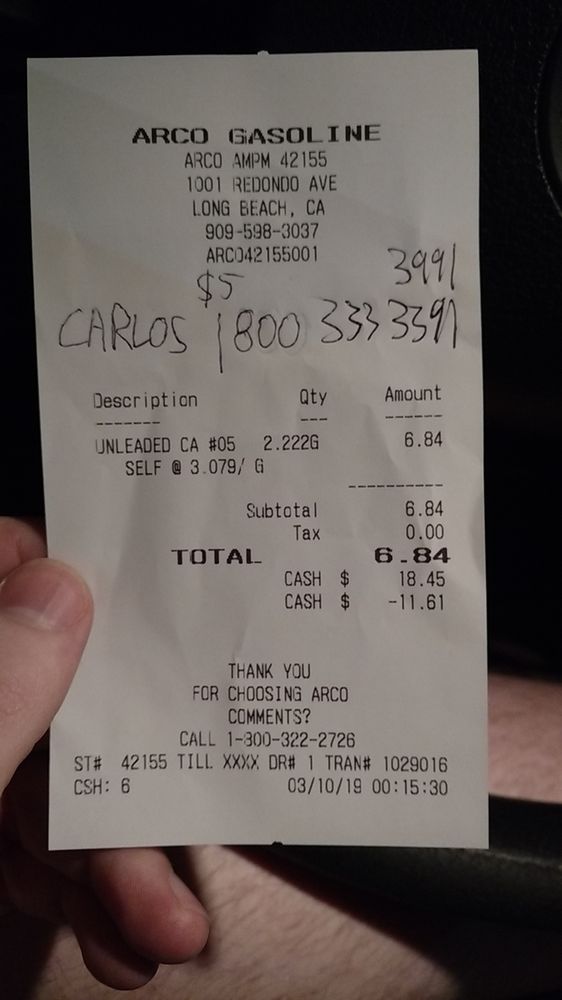 ARCO GASOLINE
ARCO AMPM 42155
1001 REDONDO AVE
LONG BEACH, CA
909-598-3037
ARCO42155001
3991
$5
CARLOS 1800 333 3391
Description Qty Amount
------- --- ------
UNLEADED CA #05 2.222G 6.84
SELF @ 3.079/ G
----------
Subtotal 6.84
Tax 0.00
TOTAL 6.84
CASH $ 18.45
CASH $ -11.61
THANK YOU
FOR CHOOSING ARCO
COMMENTS?
CALL 1-800-322-2726
ST# 42155 TILL XXXX DR# 1 TRAN# 1029016
CSH: 6 03/10/19 00:15:30